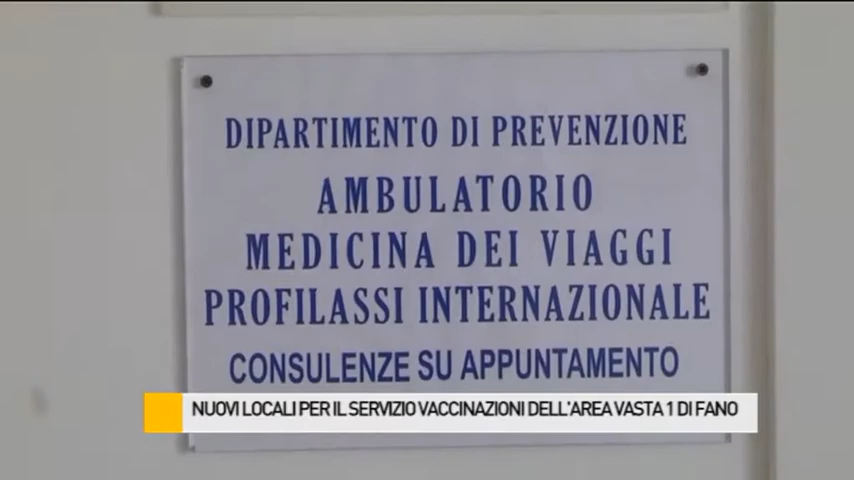 DIPARTIMENTO DI PREVENZIONE
AMBULATORIO
MEDICINA DEI VIAGGI
PROFILASSI INTERNAZIONALE
CONSULENZE SU APPUNTAMENTO
NUOVI LOCALI PER IL SERVIZIO VACCINAZIONI DELL'AREA VASTA 1 DI FANO